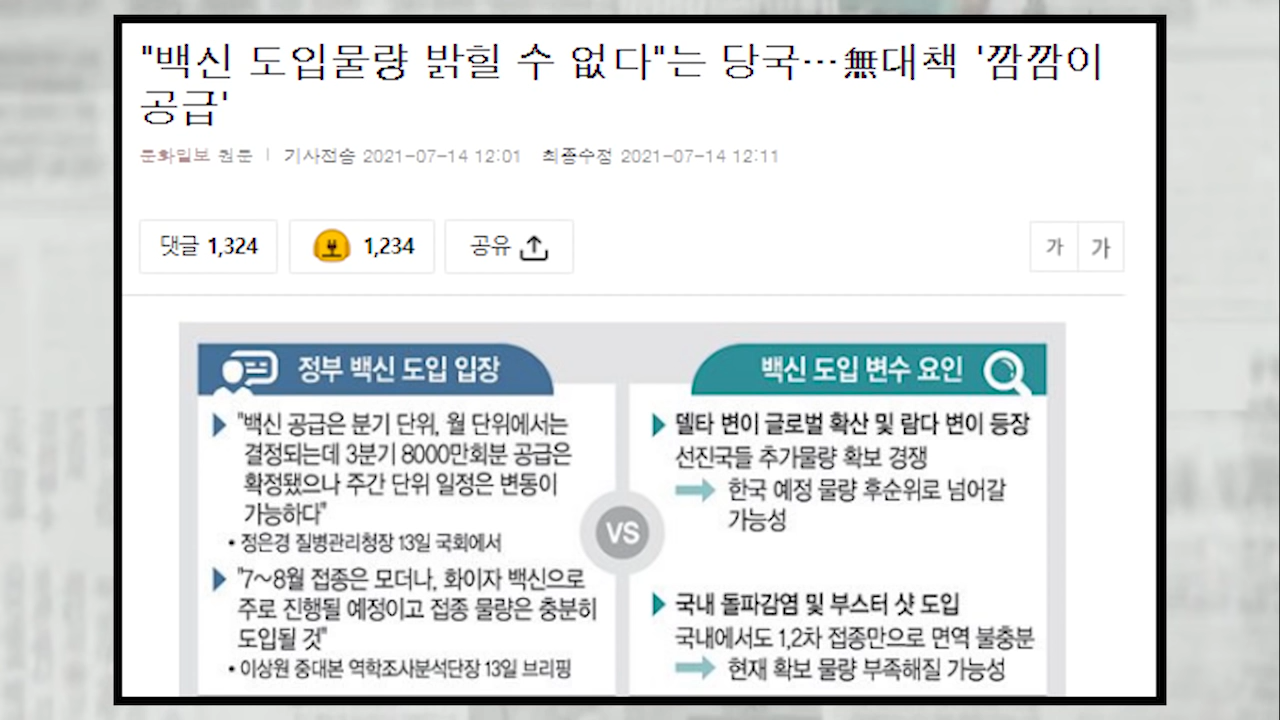 "백신 도입물량 밝힐 수 없다"는 당국…無대책 '깜깜이
공급'
문화일보 원문 | 기사전송 2021-07-14 12:01 최종수정 2021-07-14 12:11
댓글 1,324
1,234
공유
가 가
정부 백신 도입 입장
"백신 공급은 분기 단위, 월 단위에서는
결정되는데 3분기 8000만회분 공급은
확정됐으나 주간 단위 일정은 변동이
가능하다"
• 정은경 질병관리청장 13일 국회에서
"7~8월 접종은 모더나, 화이자 백신으로
주로 진행될 예정이고 접종 물량은 충분히
도입될 것"
• 이상원 중대본 역학조사분석단장 13일 브리핑
VS
백신 도입 변수 요인
델타 변이 글로벌 확산 및 람다 변이 등장
선진국들 추가물량 확보 경쟁
한국 예정 물량 후순위로 넘어갈
가능성
국내 돌파감염 및 부스터 샷 도입
국내에서도 1,2차 접종만으로 면역 불충분
현재 확보 물량 부족해질 가능성